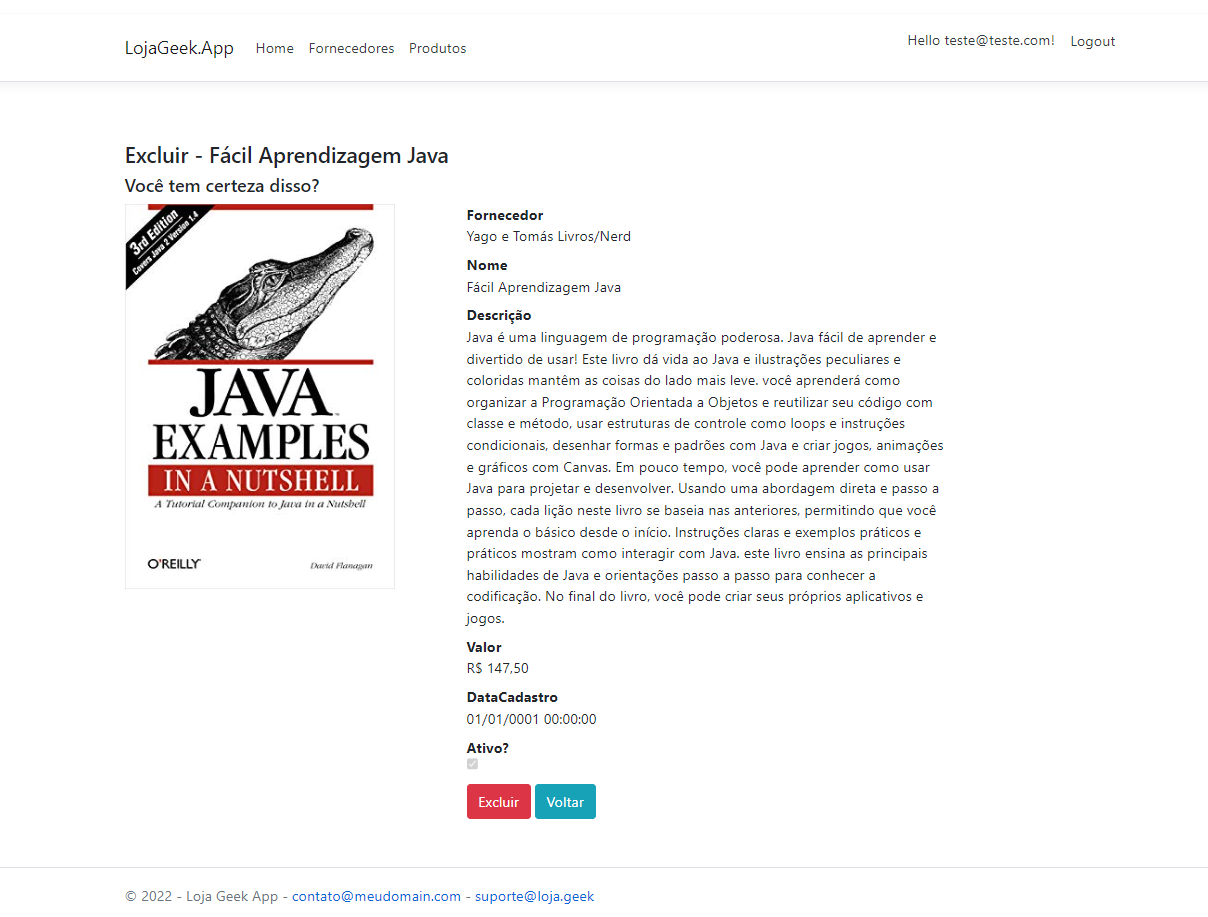 LojaGeek.App Home Fornecedores Produtos Hello teste@teste.com! Logout
Excluir - Fácil Aprendizagem Java
Você tem certeza disso?
3rd Edition
Covers Java 2 Version 1.4
JAVA™
EXAMPLES
IN A NUTSHELL
A Tutorial Companion to Java in a Nutshell
O'REILLY®
David Flanagan
Fornecedor
Yago e Tomás Livros/Nerd
Nome
Fácil Aprendizagem Java
Descrição
Java é uma linguagem de programação poderosa. Java fácil de aprender e
divertido de usar! Este livro dá vida ao Java e ilustrações peculiares e
coloridas mantêm as coisas do lado mais leve. você aprenderá como
organizar a Programação Orientada a Objetos e reutilizar seu código com
classe e método, usar estruturas de controle como loops e instruções
condicionais, desenhar formas e padrões com Java e criar jogos, animações
e gráficos com Canvas. Em pouco tempo, você pode aprender como usar
Java para projetar e desenvolver. Usando uma abordagem direta e passo a
passo, cada lição neste livro se baseia nas anteriores, permitindo que você
aprenda o básico desde o início. Instruções claras e exemplos práticos e
práticos mostram como interagir com Java. este livro ensina as principais
habilidades de Java e orientações passo a passo para conhecer a
codificação. No final do livro, você pode criar seus próprios aplicativos e
jogos.
Valor
R$ 147,50
DataCadastro
01/01/0001 00:00:00
Ativo?
Excluir Voltar
© 2022 - Loja Geek App - contato@meudomain.com - suporte@loja.geek